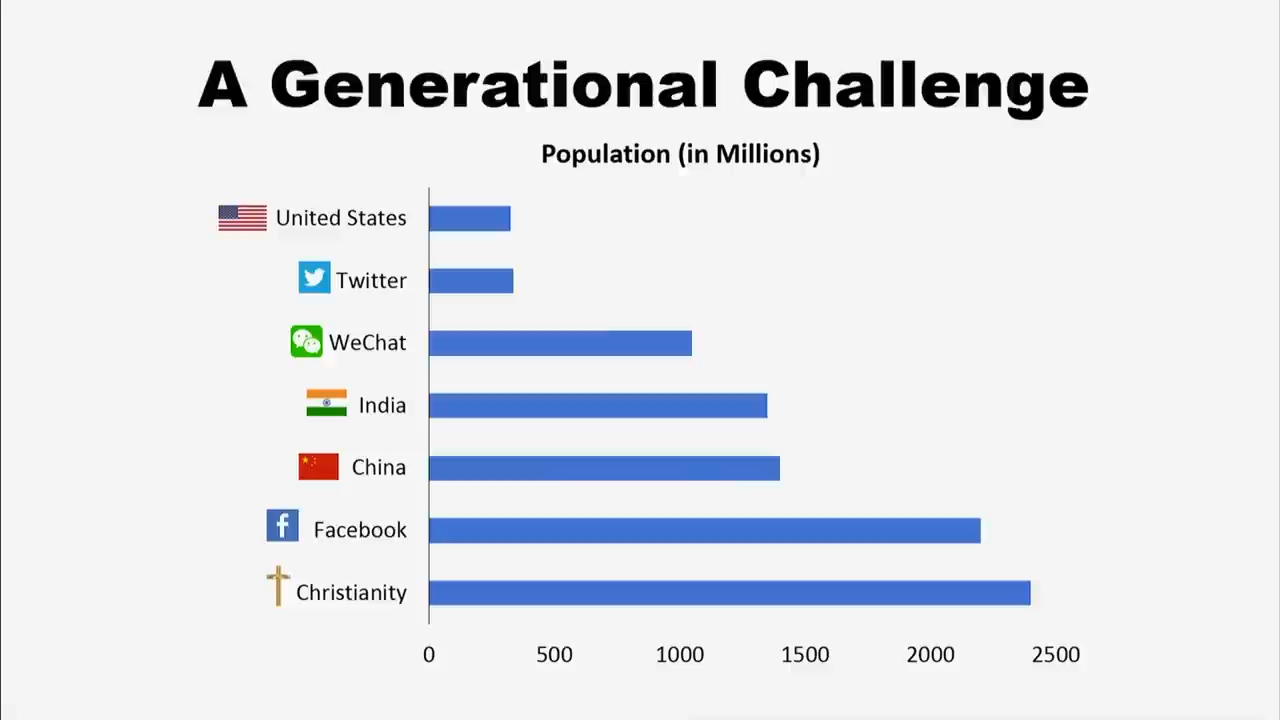 A Generational Challenge
Population (in Millions)
United States
Twitter
WeChat
India
China
Facebook
Christianity
0 500 1000 1500 2000 2500